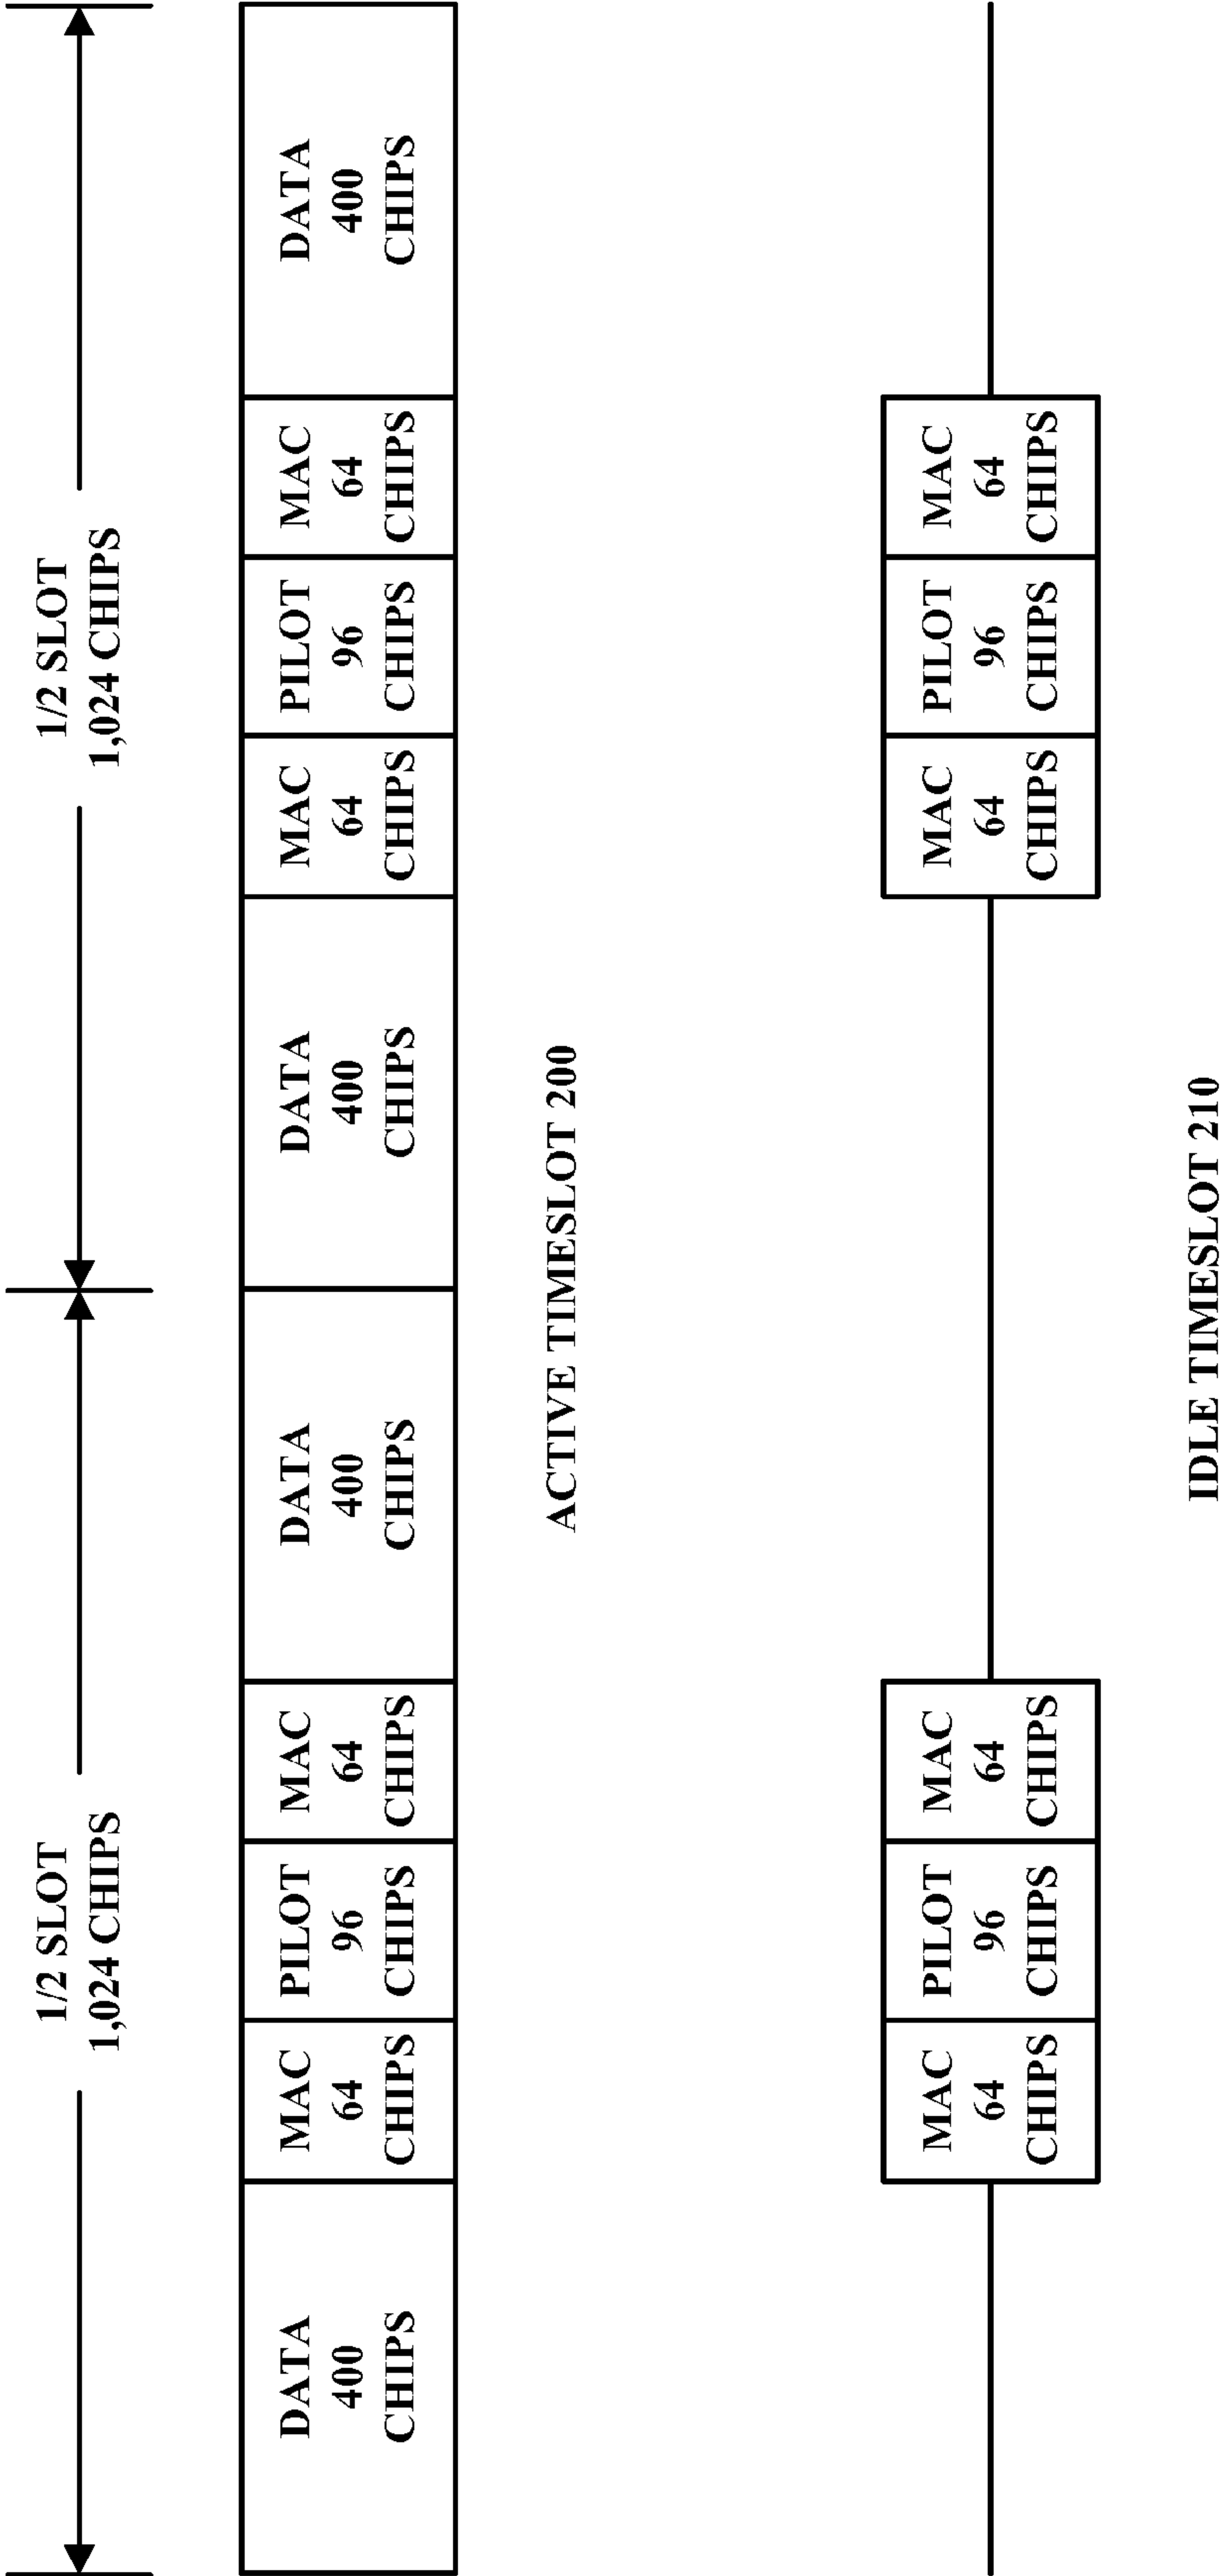 1/2 SLOT
1,024 CHIPS
1/2 SLOT
1,024 CHIPS
DATA
400
CHIPS
MAC
64
CHIPS
PILOT
96
CHIPS
MAC
64
CHIPS
DATA
400
CHIPS
DATA
400
CHIPS
MAC
64
CHIPS
PILOT
96
CHIPS
MAC
64
CHIPS
DATA
400
CHIPS
ACTIVE TIMESLOT 200
MAC
64
CHIPS
PILOT
96
CHIPS
MAC
64
CHIPS
MAC
64
CHIPS
PILOT
96
CHIPS
MAC
64
CHIPS
IDLE TIMESLOT 210